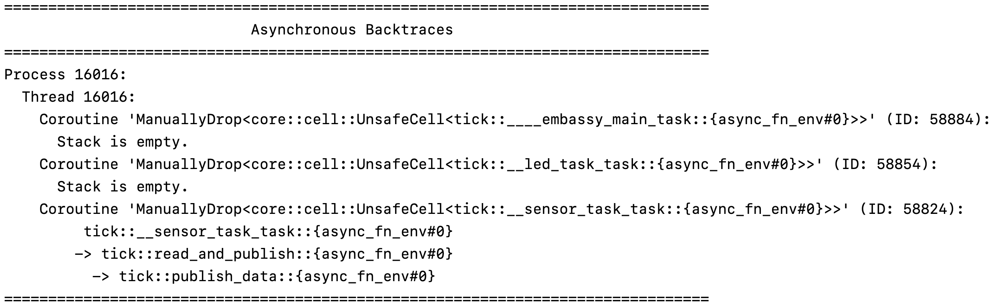 ================================================================================
Asynchronous Backtraces
================================================================================
Process 16016:
Thread 16016:
Coroutine 'ManuallyDrop<core::cell::UnsafeCell<tick::____embassy_main_task::{async_fn_env#0}>>' (ID: 58884):
Stack is empty.
Coroutine 'ManuallyDrop<core::cell::UnsafeCell<tick::__led_task_task::{async_fn_env#0}>>' (ID: 58854):
Stack is empty.
Coroutine 'ManuallyDrop<core::cell::UnsafeCell<tick::__sensor_task_task::{async_fn_env#0}>>' (ID: 58824):
tick::__sensor_task_task::{async_fn_env#0}
—> tick::read_and_publish::{async_fn_env#0}
—> tick::publish_data::{async_fn_env#0}
================================================================================